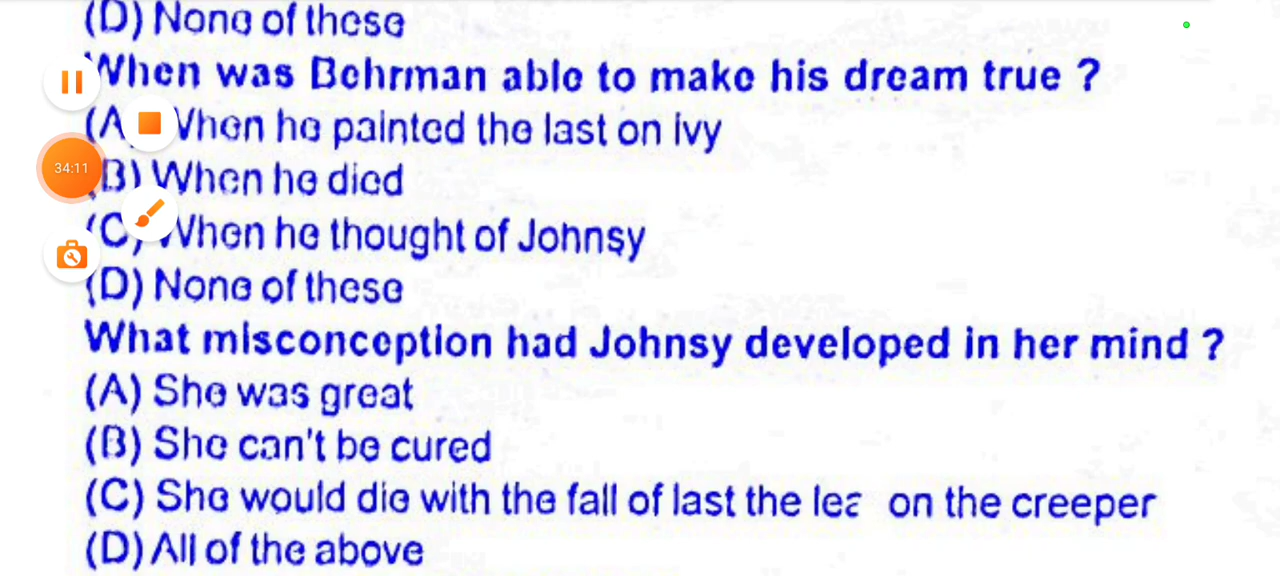 (D) None of these
When was Behrman able to make his dream true ?
(A) When he painted the last on ivy
(B) When he died
(C) When he thought of Johnsy
(D) None of these
34:11
What misconception had Johnsy developed in her mind ?
(A) She was great
(B) She can't be cured
(C) She would die with the fall of last the lea on the creeper
(D) All of the above